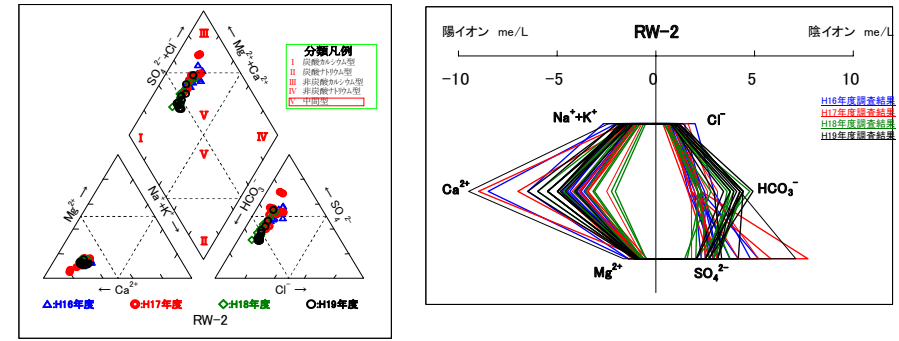 分類凡例
I 炭酸カルシウム型
II 炭酸ナトリウム型
III 非炭酸カルシウム型
IV 非炭酸ナトリウム型
V 中間型
SO₄²⁻+Cl⁻ →
← Mg²⁺+Ca²⁺
III
V
I
IV
V
II
Mg²⁺ →
Na⁺+K⁺ →
← HCO₃⁻
SO₄²⁻ →
← Ca²⁺
Cl⁻ →
△:H16年度
○:H17年度
◇:H18年度
○:H19年度
RW-2
陽イオン me/L
RW-2
陰イオン me/L
-10
-5
0
5
10
H16年度調査結果
H17年度調査結果
H18年度調査結果
H19年度調査結果
Na⁺+K⁺
Cl⁻
Ca²⁺
HCO₃⁻
Mg²⁺
SO₄²⁻